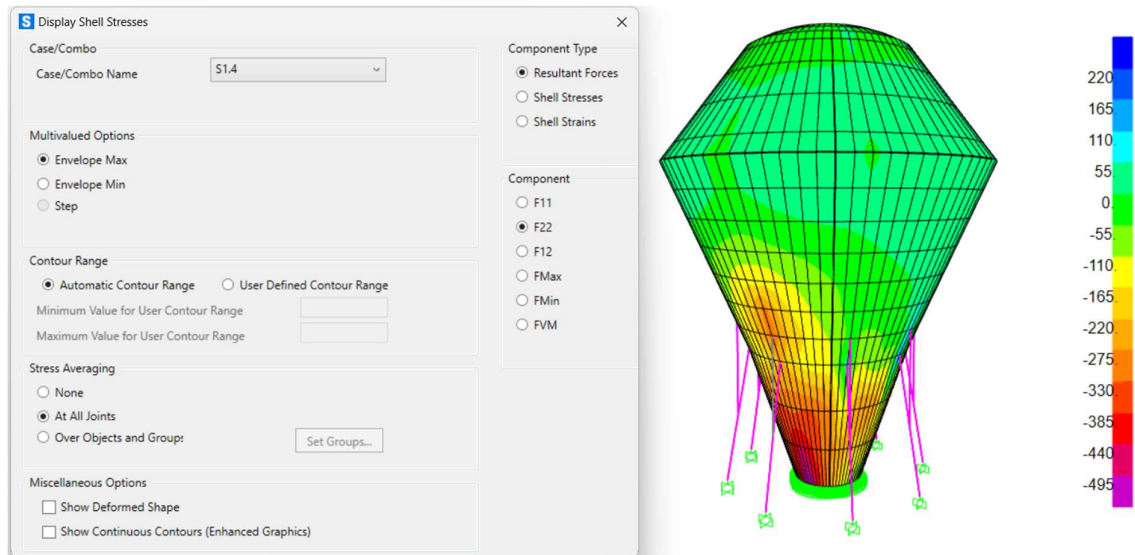 S Display Shell Stresses
Case/Combo
Case/Combo Name S1.4
Multivalued Options
Envelope Max
Envelope Min
Step
Contour Range
Automatic Contour Range User Defined Contour Range
Minimum Value for User Contour Range
Maximum Value for User Contour Range
Stress Averaging
None
At All Joints
Over Objects and Groups
Set Groups...
Miscellaneous Options
Show Deformed Shape
Show Continuous Contours (Enhanced Graphics)
Component Type
Resultant Forces
Shell Stresses
Shell Strains
Component
F11
F22
F12
FMax
FMin
FVM
220.
165.
110.
55.
0.
-55.
-110.
-165.
-220.
-275.
-330.
-385.
-440.
-495.